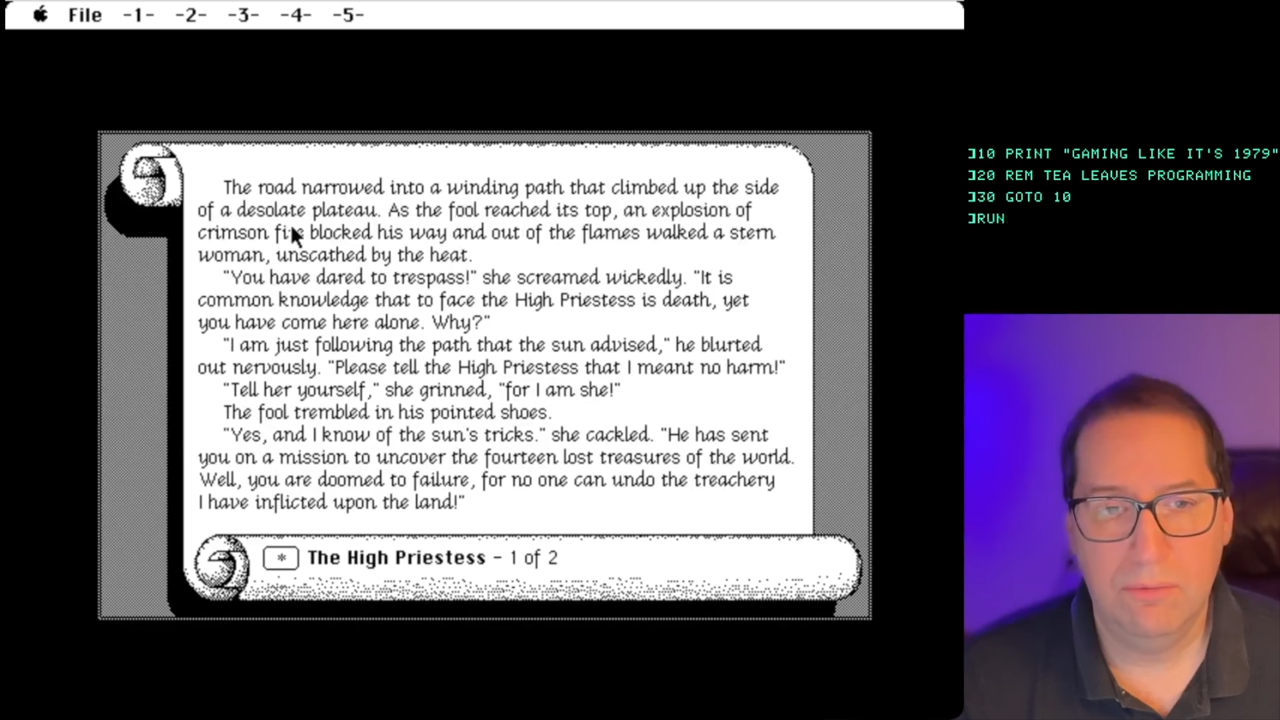 File -1- -2- -3- -4- -5-
The road narrowed into a winding path that climbed up the side
of a desolate plateau. As the fool reached its top, an explosion of
crimson fire blocked his way and out of the flames walked a stern
woman, unscathed by the heat.
"You have dared to trespass!" she screamed wickedly. "It is
common knowledge that to face the High Priestess is death, yet
you have come here alone. Why?"
"I am just following the path that the sun advised," he blurted
out nervously. "Please tell the High Priestess that I meant no harm!"
"Tell her yourself," she grinned, "for I am she!"
The fool trembled in his pointed shoes.
"Yes, and I know of the sun's tricks." she cackled. "He has sent
you on a mission to uncover the fourteen lost treasures of the world.
Well, you are doomed to failure, for no one can undo the treachery
I have inflicted upon the land!"
* The High Priestess - 1 of 2
]10 PRINT "GAMING LIKE IT'S 1979"
]20 REM TEA LEAVES PROGRAMMING
]30 GOTO 10
]RUN